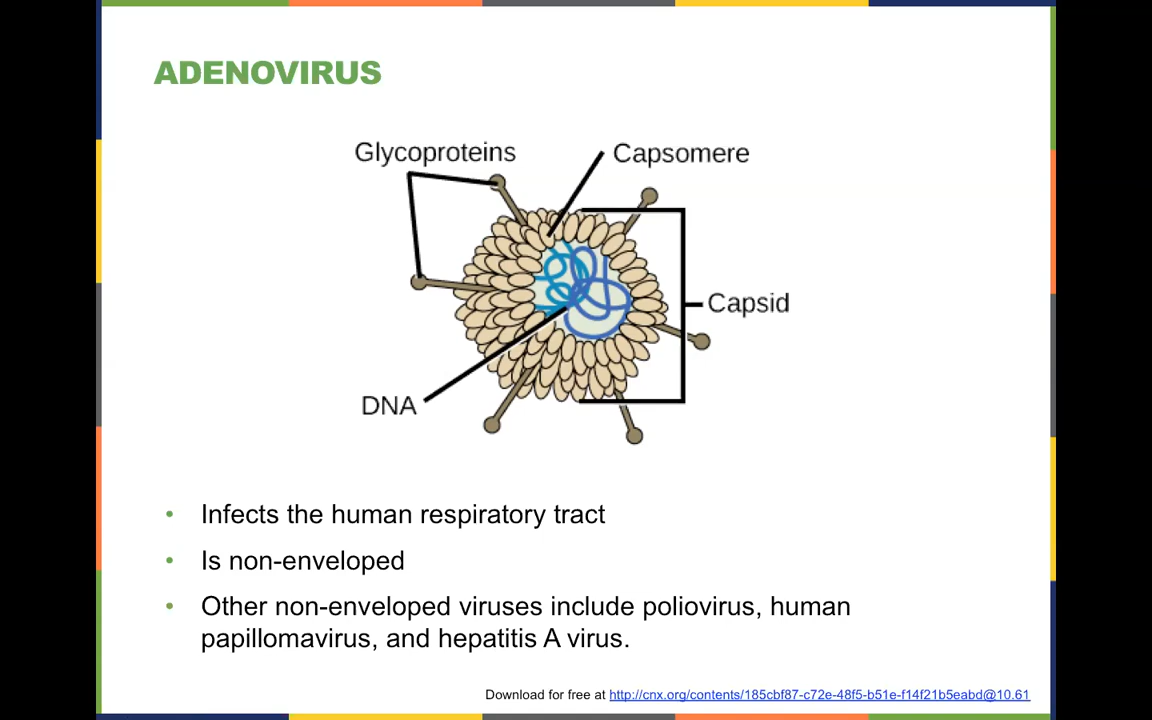 ADENOVIRUS
Glycoproteins
Capsomere
Capsid
DNA
• Infects the human respiratory tract
• Is non-enveloped
• Other non-enveloped viruses include poliovirus, human
papillomavirus, and hepatitis A virus.
Download for free at http://cnx.org/contents/185cbf87-c72e-48f5-b51e-f14f21b5eabd@10.61